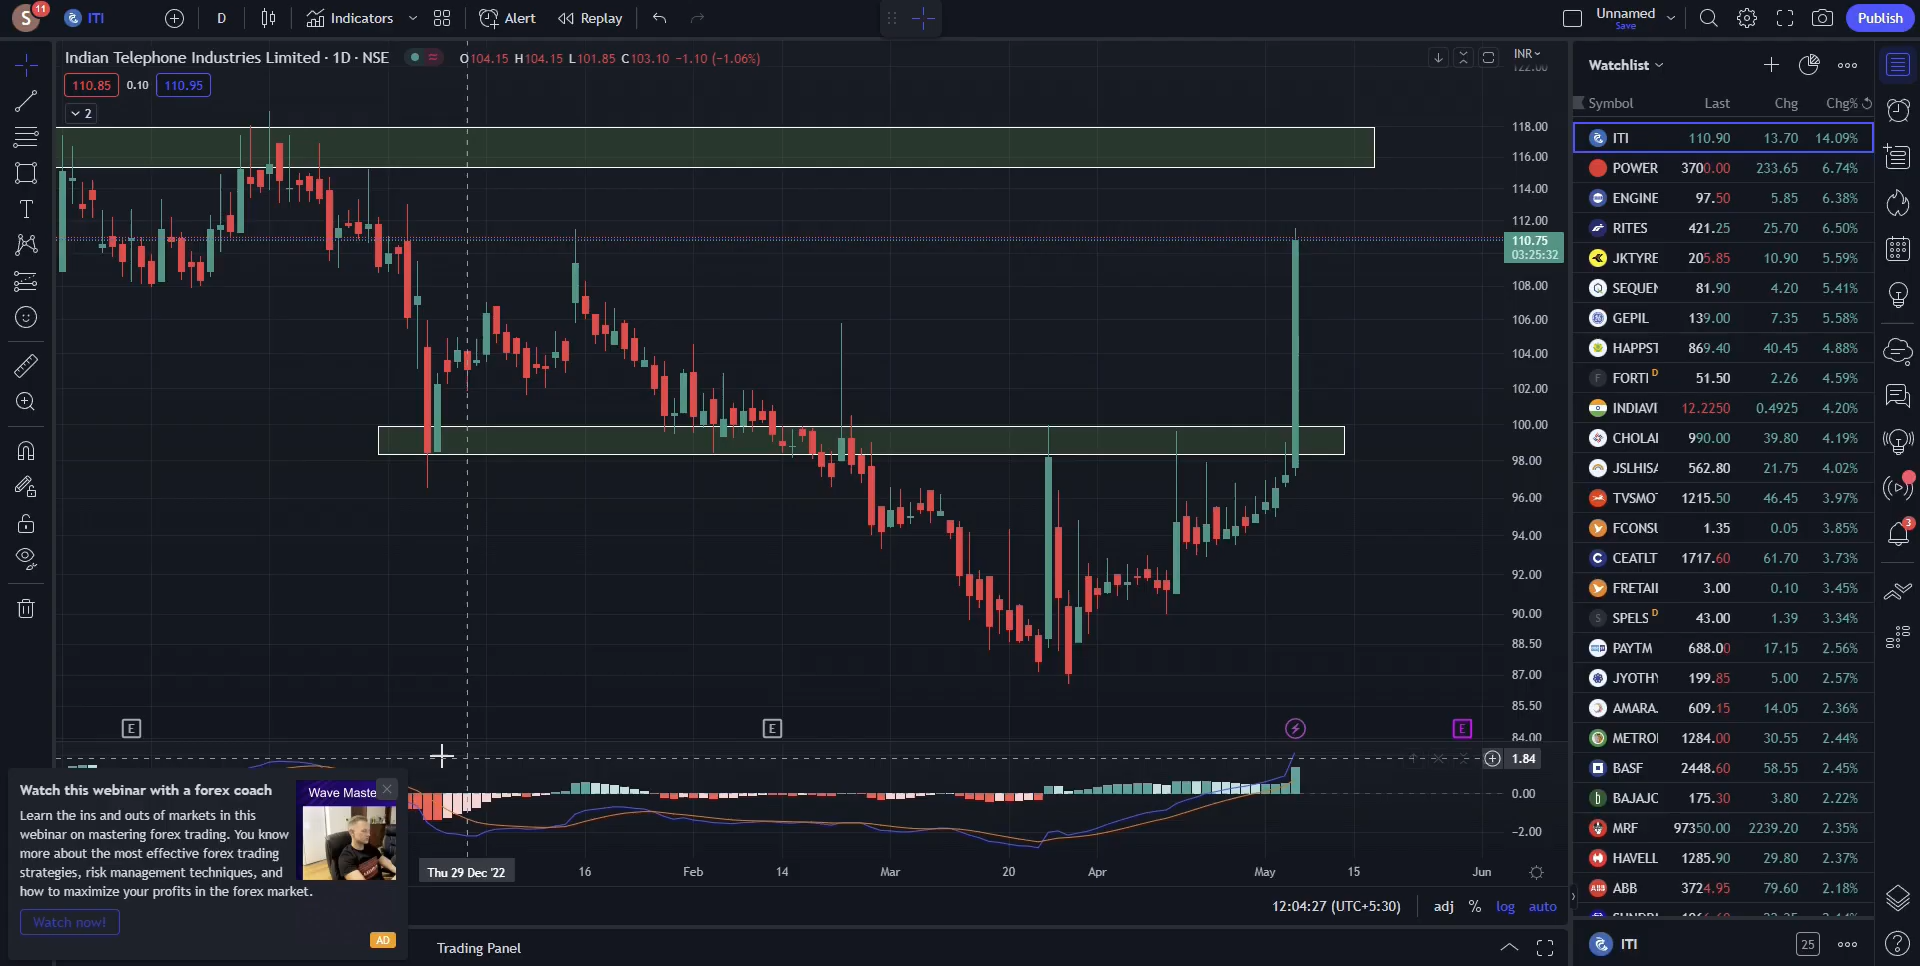 S 11 ITI D Indicators Alert Replay Unnamed Save Publish
Indian Telephone Industries Limited · 1D · NSE O104.15 H104.15 L101.85 C103.10 -1.10 (-1.06%) INR
110.85 0.10 110.95
2
122.00
118.00
116.00
114.00
112.00
110.75
03:25:32
108.00
106.00
104.00
102.00
100.00
98.00
96.00
94.00
92.00
90.00
88.50
87.00
85.50
84.00
E E E
1.84
0.00
-2.00
Thu 29 Dec '22 16 Feb 14 Mar 20 Apr May 15 Jun
12:04:27 (UTC+5:30) adj % log auto
Trading Panel
Watch this webinar with a forex coach
Learn the ins and outs of markets in this
webinar on mastering forex trading. You know
more about the most effective forex trading
strategies, risk management techniques, and
how to maximize your profits in the forex market.
Wave Maste
Watch now!
AD
Watchlist
Symbol Last Chg Chg%
ITI 110.90 13.70 14.09%
POWER 3700.00 233.65 6.74%
ENGINE 97.50 5.85 6.38%
RITES 421.25 25.70 6.50%
JKTYRE 205.85 10.90 5.59%
SEQUEN 81.90 4.20 5.41%
GEPIL 139.00 7.35 5.58%
HAPPST 869.40 40.45 4.88%
F FORTI D 51.50 2.26 4.59%
INDIAVI 12.2250 0.4925 4.20%
CHOLAI 990.00 39.80 4.19%
JSLHISA 562.80 21.75 4.02%
TVSMO 1215.50 46.45 3.97%
FCONSU 1.35 0.05 3.85%
CEATLT 1717.60 61.70 3.73%
FRETAIL 3.00 0.10 3.45%
S SPELS D 43.00 1.39 3.34%
PAYTM 688.00 17.15 2.56%
JYOTHY 199.85 5.00 2.57%
AMARA. 609.15 14.05 2.36%
METRO 1284.00 30.55 2.44%
BASF 2448.60 58.55 2.45%
BAJAJC 175.30 3.80 2.22%
MRF 97350.00 2239.20 2.35%
HAVELL 1285.90 29.80 2.37%
ABB 3724.95 79.60 2.18%
ITI 25
3